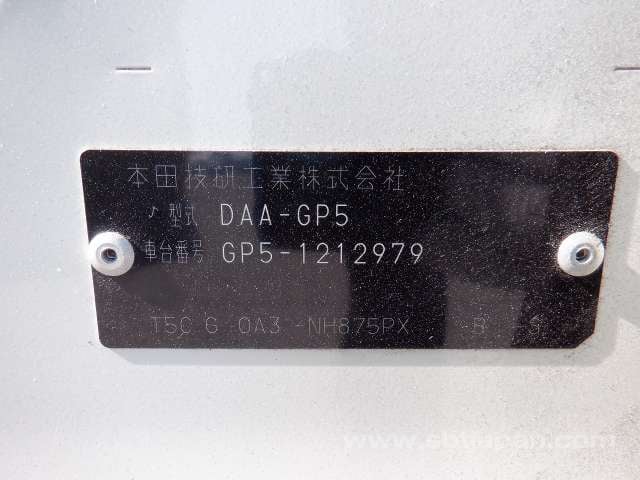 本田技研工業株式会社
型式 DAA-GP5
車台番号 GP5-1212979
T5C G 0A3 -NH875PX B S
www.sbtjapan.com